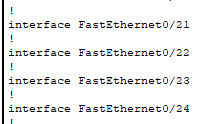 !
interface FastEthernet0/21
!
interface FastEthernet0/22
!
interface FastEthernet0/23
!
interface FastEthernet0/24
!